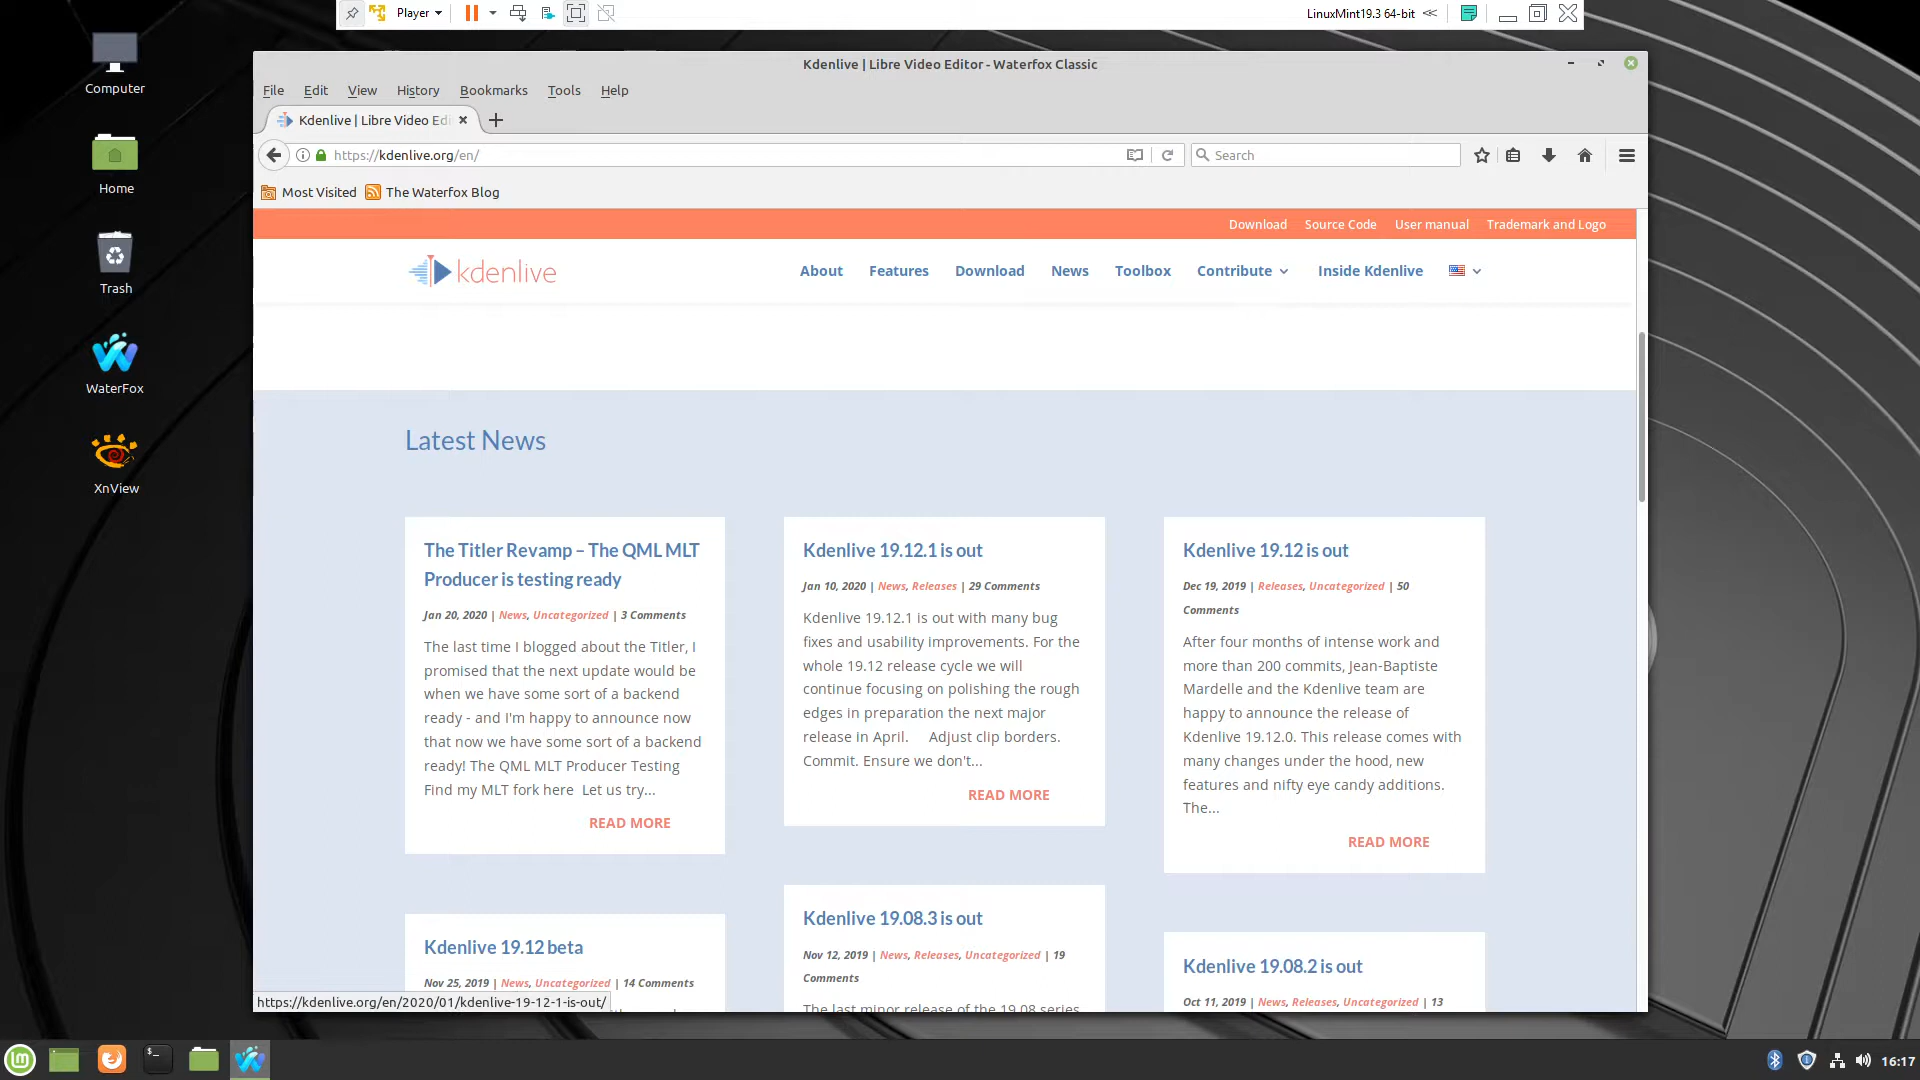 Player
LinuxMint19.3 64-bit
Kdenlive | Libre Video Editor - Waterfox Classic
File Edit View History Bookmarks Tools Help
Kdenlive | Libre Video Edi
https://kdenlive.org/en/
Search
Most Visited
The Waterfox Blog
Download Source Code User manual Trademark and Logo
kdenlive
About Features Download News Toolbox Contribute Inside Kdenlive
Latest News
The Titler Revamp – The QML MLT
Producer is testing ready
Jan 20, 2020 | News, Uncategorized | 3 Comments
The last time I blogged about the Titler, I
promised that the next update would be
when we have some sort of a backend
ready - and I'm happy to announce now
that now we have some sort of a backend
ready! The QML MLT Producer Testing
Find my MLT fork here  Let us try...
READ MORE
Kdenlive 19.12.1 is out
Jan 10, 2020 | News, Releases | 29 Comments
Kdenlive 19.12.1 is out with many bug
fixes and usability improvements. For the
whole 19.12 release cycle we will
continue focusing on polishing the rough
edges in preparation the next major
release in April.     Adjust clip borders.
Commit. Ensure we don't...
READ MORE
Kdenlive 19.12 is out
Dec 19, 2019 | Releases, Uncategorized | 50
Comments
After four months of intense work and
more than 200 commits, Jean-Baptiste
Mardelle and the Kdenlive team are
happy to announce the release of
Kdenlive 19.12.0. This release comes with
many changes under the hood, new
features and nifty eye candy additions.
The...
READ MORE
Kdenlive 19.12 beta
Nov 25, 2019 | News, Uncategorized | 14 Comments
Kdenlive 19.08.3 is out
Nov 12, 2019 | News, Releases, Uncategorized | 19
Comments
The last minor release of the 19.08 series
Kdenlive 19.08.2 is out
Oct 11, 2019 | News, Releases, Uncategorized | 13
https://kdenlive.org/en/2020/01/kdenlive-19-12-1-is-out/
Computer
Home
Trash
WaterFox
XnView
16:17